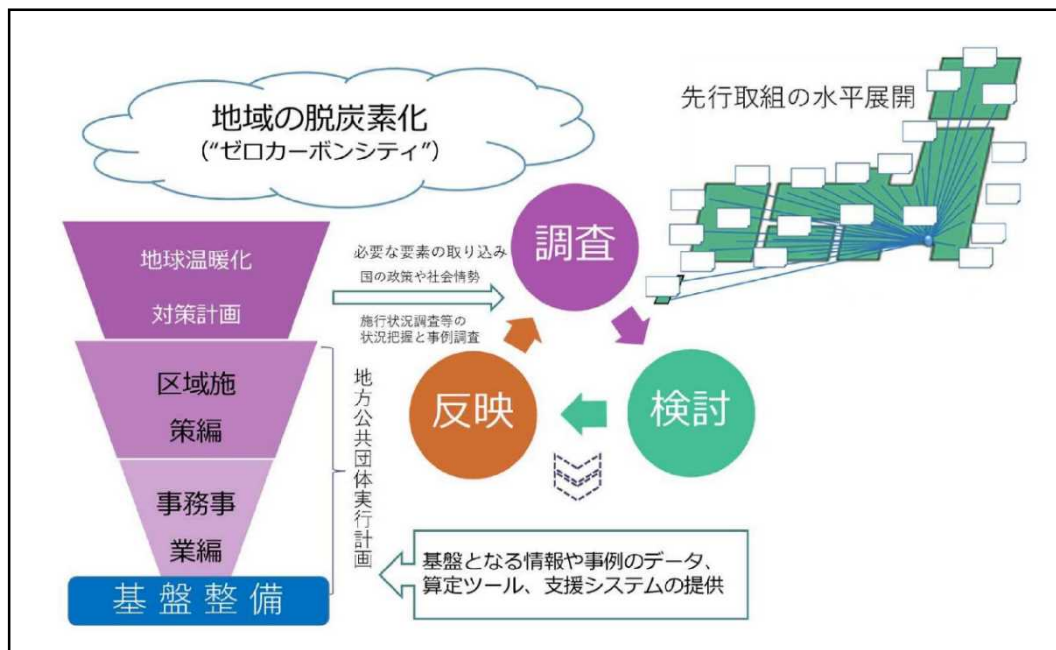 地域の脱炭素化
(“ゼロカーボンシティ”)
先行取組の水平展開
地球温暖化
対策計画
区域施
策編
事務事
業編
基盤整備
地方公共団体実行計画
必要な要素の取り込み
国の政策や社会情勢
施行状況調査等の
状況把握と事例調査
調査
検討
反映
基盤となる情報や事例のデータ、
算定ツール、支援システムの提供